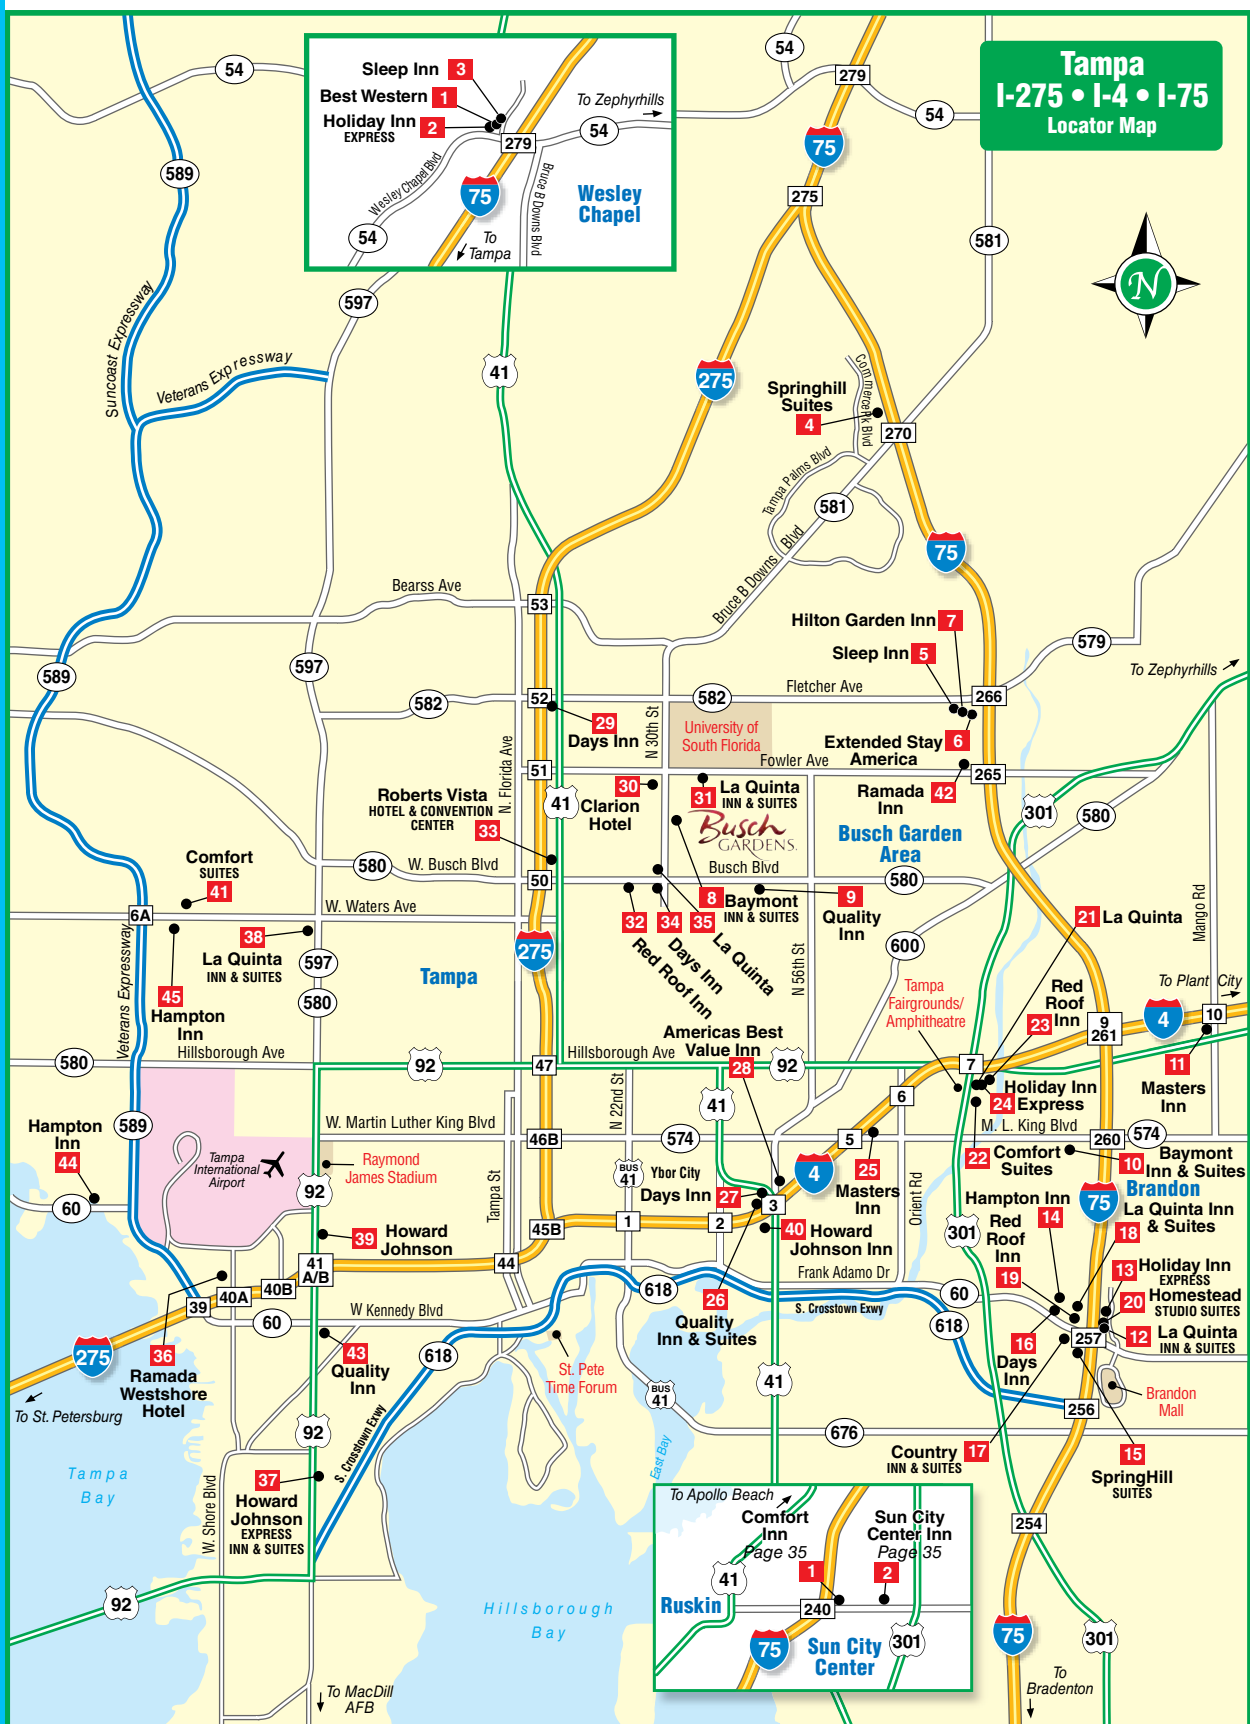 Tampa
I-275 • I-4 • I-75
Locator Map
54
279
54
54
75
275
581
Sleep Inn 3
Best Western 1
Holiday Inn 2
EXPRESS
To Zephyrhills
54
279
Wesley Chapel Blvd
Bruce B Downs Blvd
75
Wesley
Chapel
54
To
Tampa
N
589
597
Suncoast Expressway
Veterans Expressway
41
275
Springhill
Suites
4
Commerce Pk Blvd
270
Tampa Palms Blvd
581
Bruce B Downs Blvd
75
Bearss Ave
53
Hilton Garden Inn 7
Sleep Inn 5
579
To Zephyrhills
589
597
582
52
582
Fletcher Ave
266
29
Days Inn
N 30th St
University of
South Florida
Extended Stay 6
America
Fowler Ave
N. Florida Ave
51
265
Roberts Vista
HOTEL & CONVENTION
CENTER
33
41
30
Clarion
Hotel
31
La Quinta
INN & SUITES
Busch
GARDENS.
Ramada 42
Inn
Busch Garden
Area
301
580
Comfort
SUITES
41
580
W. Busch Blvd
50
Busch Blvd
580
8 Baymont
INN & SUITES
9
Quality
Inn
32
Red Roof Inn
34
Days Inn
35
La Quinta
6A
W. Waters Ave
21 La Quinta
Mango Rd
38
La Quinta
INN & SUITES
597
580
275
Tampa
600
N 56th St
Veterans Expressway
45
Hampton
Inn
Tampa
Fairgrounds/
Amphitheatre
Red
Roof
23 Inn
To Plant City
4
10
9
261
580
Hillsborough Ave
92
47
Hillsborough Ave
92
Americas Best
Value Inn
28
7
11
Masters
Inn
24
Holiday Inn
Express
6
M. L. King Blvd
589
W. Martin Luther King Blvd
46B
N 22nd St
574
41
5
260
574
Hampton
Inn
44
60
Tampa
International
Airport
Raymond
James Stadium
92
Tampa St
BUS
41
Ybor City
Days Inn 27
4
25
Masters
Inn
22 Comfort
Suites
10 Baymont
Inn & Suites
Brandon
75
La Quinta Inn
& Suites
18
Hampton Inn
14
Orient Rd
301
Red
Roof
Inn
19
39 Howard
Johnson
45B
1
2
3
40 Howard
Johnson Inn
Frank Adamo Dr
13 Holiday Inn
EXPRESS
20 Homestead
STUDIO SUITES
41
A/B
44
618
60
S. Crosstown Exwy
618
40B
40A
39
W Kennedy Blvd
60
26
Quality
Inn & Suites
16
Days
Inn
257
12 La Quinta
INN & SUITES
275
36
Ramada
Westshore
Hotel
43
Quality
Inn
618
St. Pete
Time Forum
BUS
41
41
256
Brandon
Mall
To St. Petersburg
92
S. Crosstown Exwy
East Bay
676
Country 17
INN & SUITES
15
SpringHill
SUITES
Tampa
Bay
W. Shore Blvd
37
Howard
Johnson
EXPRESS
INN & SUITES
To Apollo Beach
Comfort
Inn
Page 35
1
Sun City
Center Inn
Page 35
2
254
92
41
Ruskin
240
Hillsborough
Bay
75
Sun City
Center
301
75
301
To MacDill
AFB
To
Bradenton